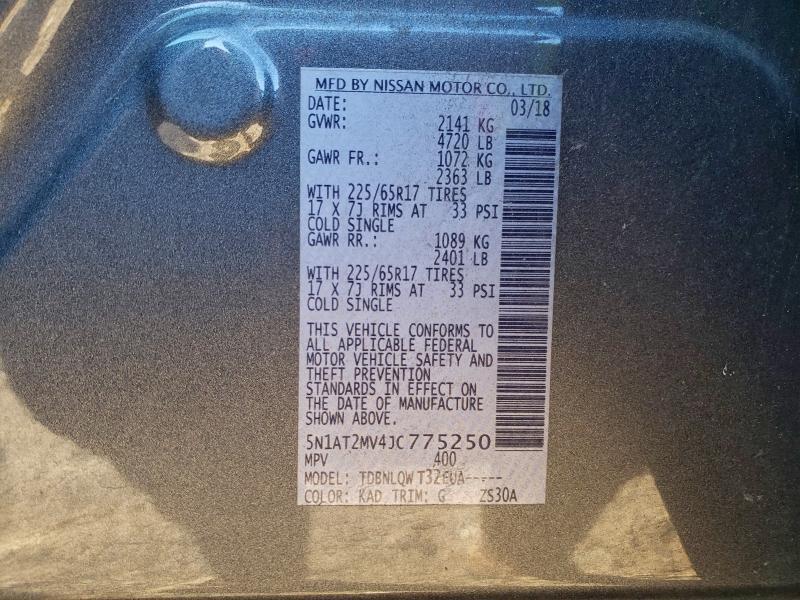 MFD BY NISSAN MOTOR CO., LTD.
DATE: 03/18
GVWR: 2141 KG
4720 LB
GAWR FR.: 1072 KG
2363 LB
WITH 225/65R17 TIRES
17 X 7J RIMS AT 33 PSI
COLD SINGLE
GAWR RR.: 1089 KG
2401 LB
WITH 225/65R17 TIRES
17 X 7J RIMS AT 33 PSI
COLD SINGLE
THIS VEHICLE CONFORMS TO
ALL APPLICABLE FEDERAL
MOTOR VEHICLE SAFETY AND
THEFT PREVENTION
STANDARDS IN EFFECT ON
THE DATE OF MANUFACTURE
SHOWN ABOVE.
5N1AT2MV4JC775250
MPV 400
MODEL: TDBNLQW
COLOR: KAD TRIM: G ZS30A